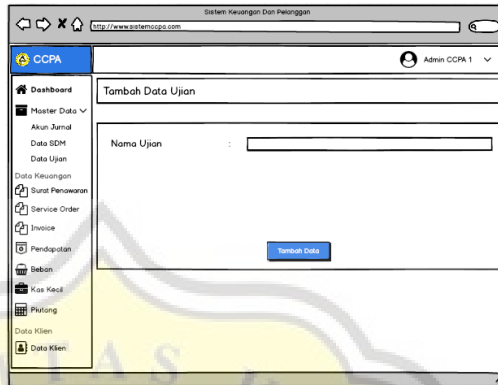 Sistem Keuangan Dan Pelanggan
http://www.sistemccpa.com
CCPA
Admin CCPA 1
Dashboard
Master Data
Akun Jurnal
Data SDM
Data Ujian
Data Keuangan
Surat Penawaran
Service Order
Invoice
Pendapatan
Beban
Kas Kecil
Piutang
Data Klien
Data Klien
Tambah Data Ujian
Nama Ujian :
Tambah Data
T A S